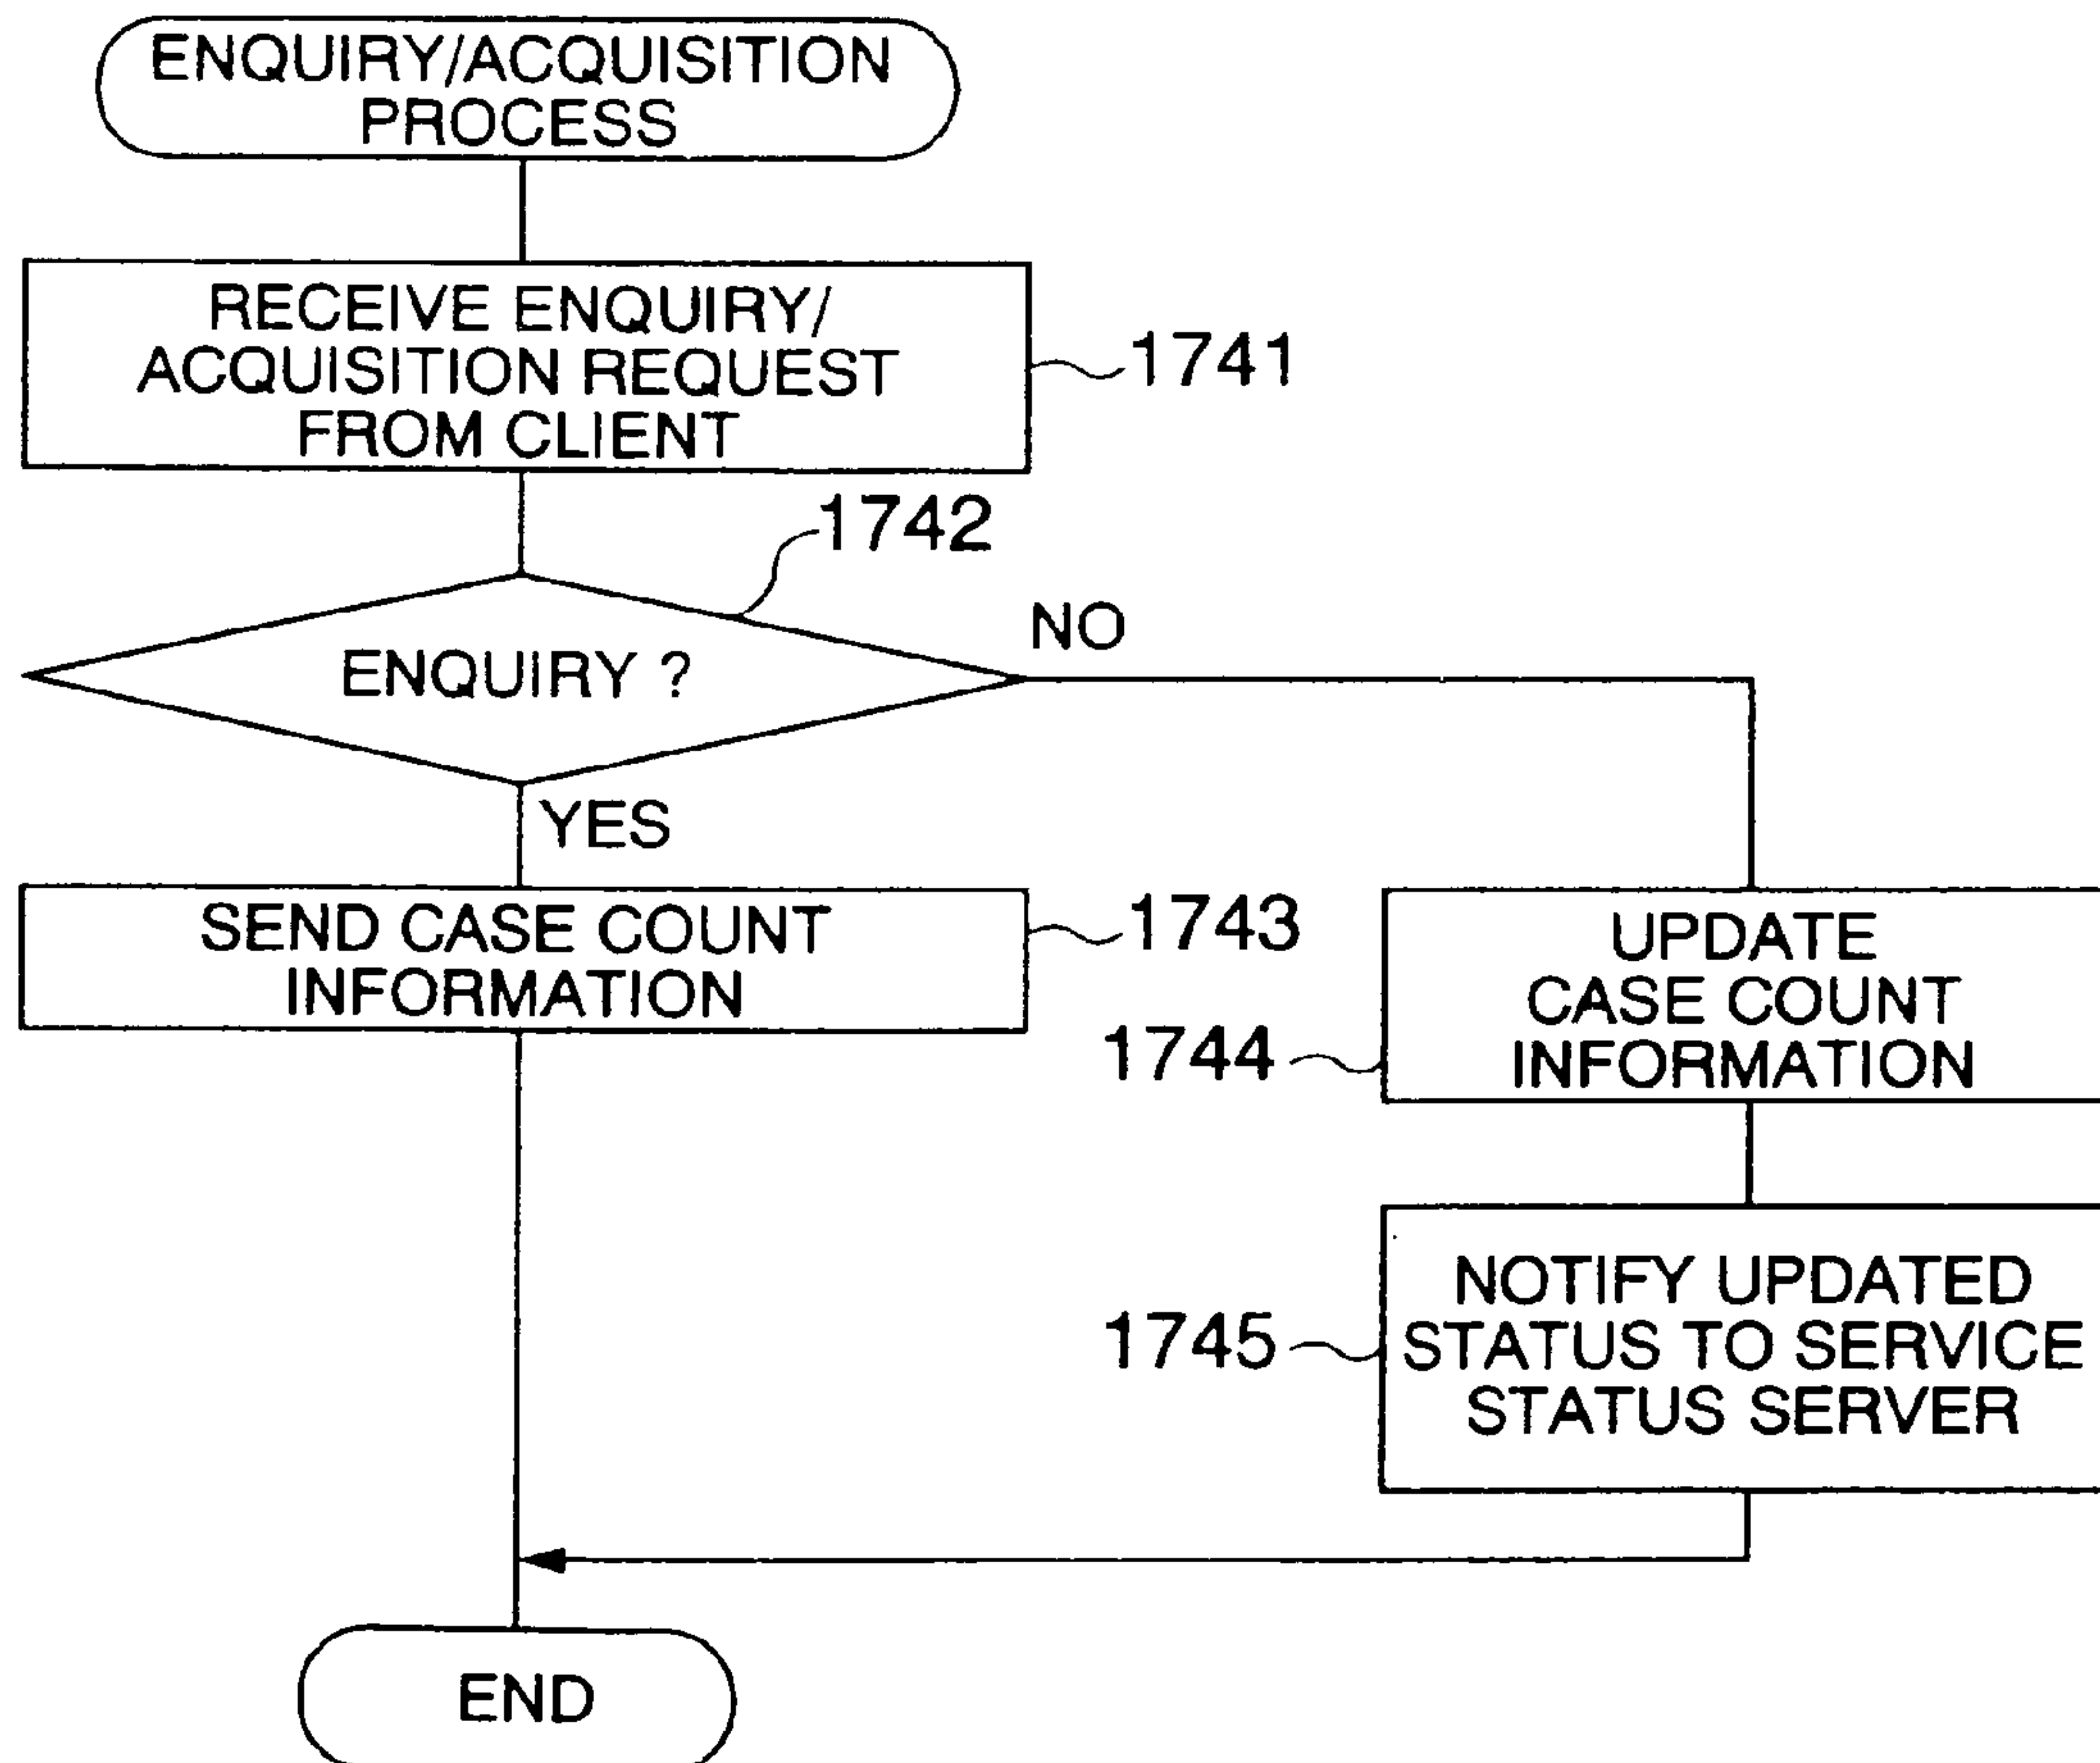 ENQUIRY/ACQUISITION
PROCESS
RECEIVE ENQUIRY/
ACQUISITION REQUEST
FROM CLIENT
1741
1742
ENQUIRY ?
NO
YES
SEND CASE COUNT
INFORMATION
1743
UPDATE
CASE COUNT
INFORMATION
1744
NOTIFY UPDATED
STATUS TO SERVICE
STATUS SERVER
1745
END